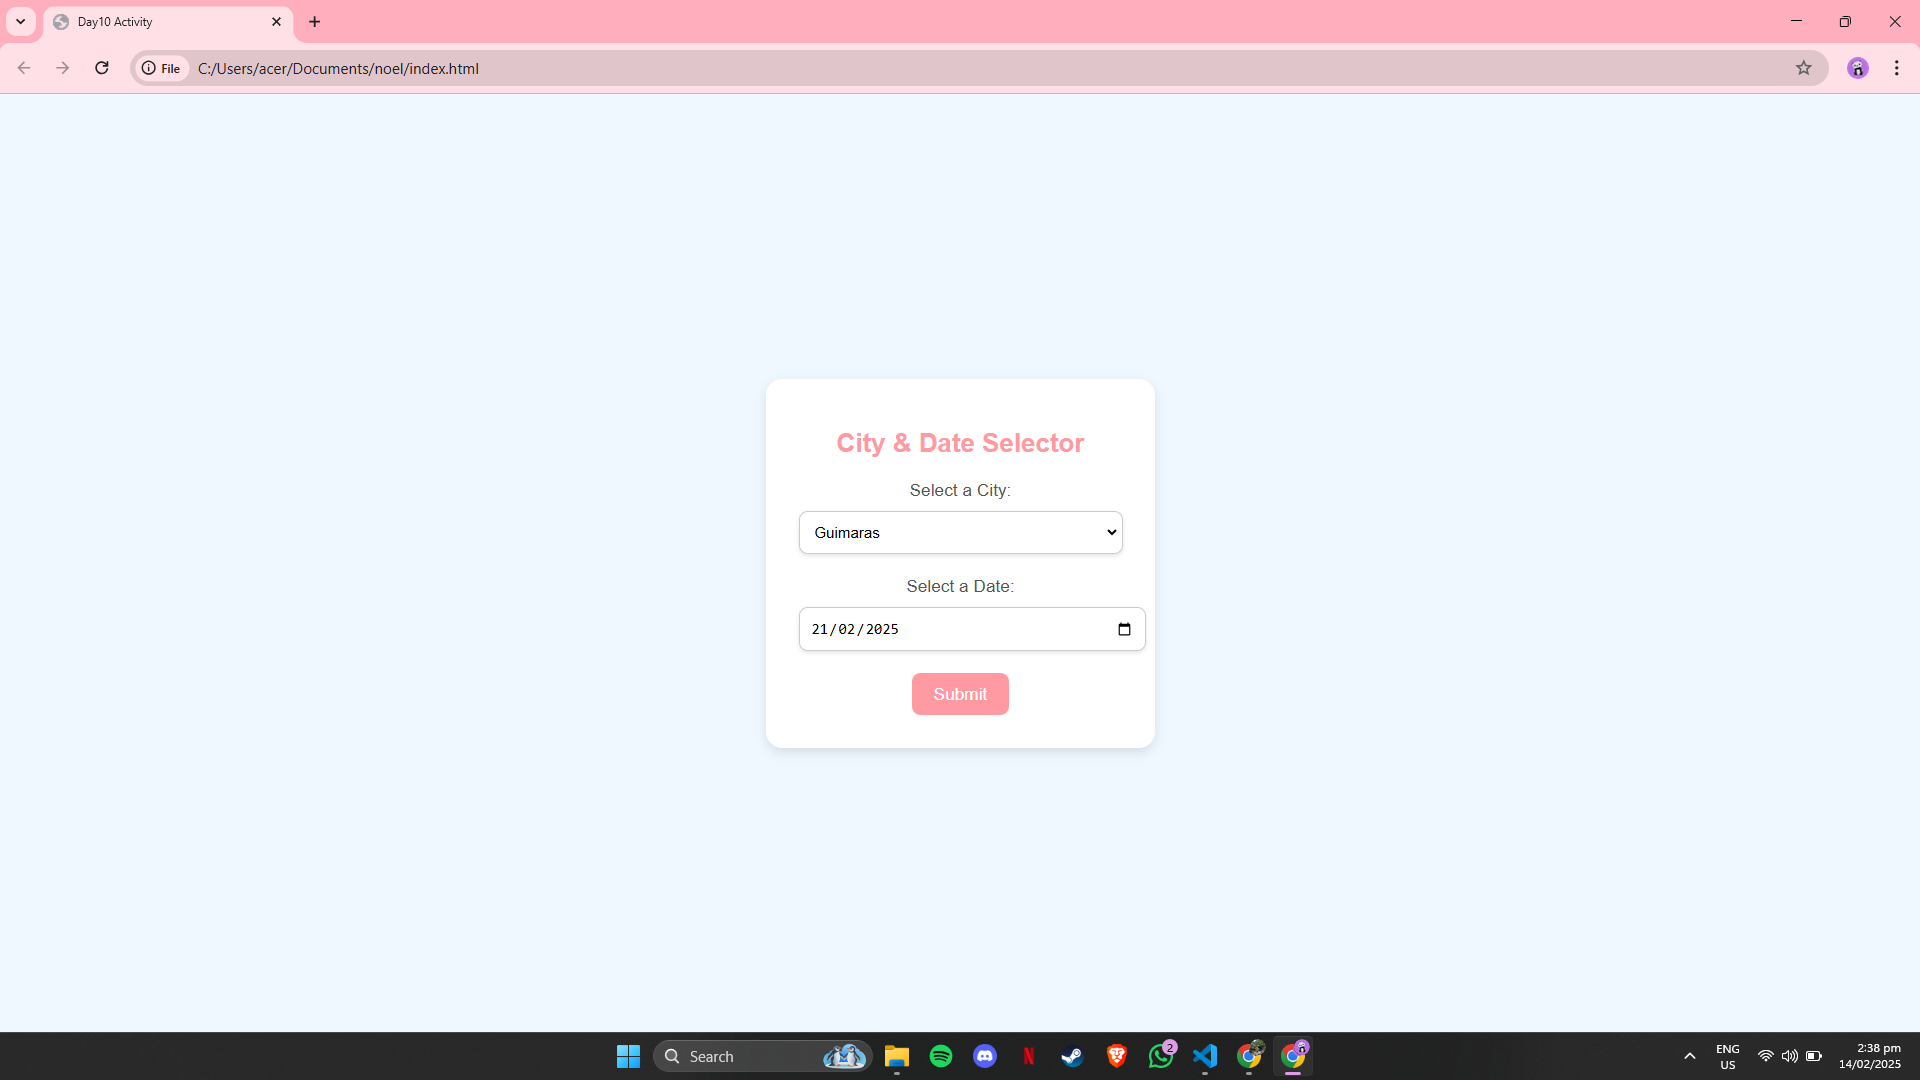 Day10 Activity
File
C:/Users/acer/Documents/noel/index.html
City & Date Selector
Select a City:
Guimaras
Select a Date:
21/02/2025
Submit
Search
2
ENG
US
2:38 pm
14/02/2025